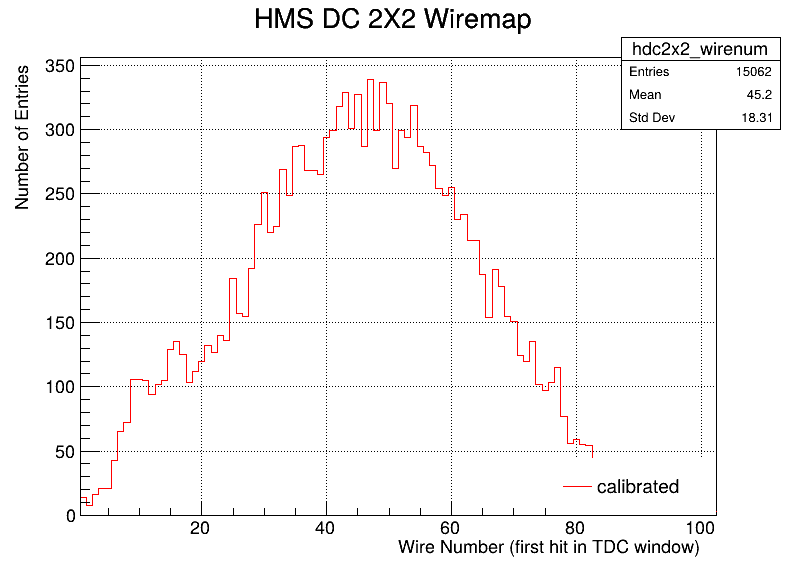 HMS DC 2X2 Wiremap
hdc2x2_wirenum
Entries 15062
Mean 45.2
Std Dev 18.31
Number of Entries
350
300
250
200
150
100
50
0
calibrated
20 40 60 80 100
Wire Number (first hit in TDC window)